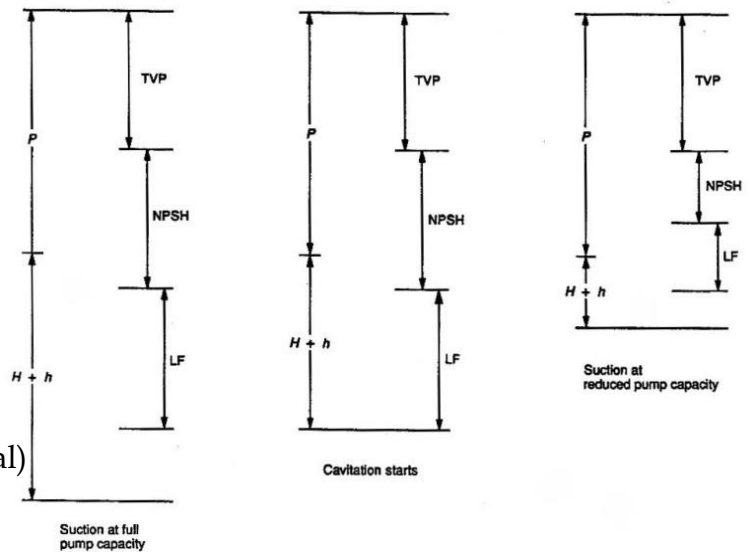 TVP
P
NPSH
H + h
LF
al)
Suction at full
pump capacity
TVP
P
NPSH
H + h
LF
Cavitation starts
TVP
P
NPSH
LF
H + h
Suction at
reduced pump capacity